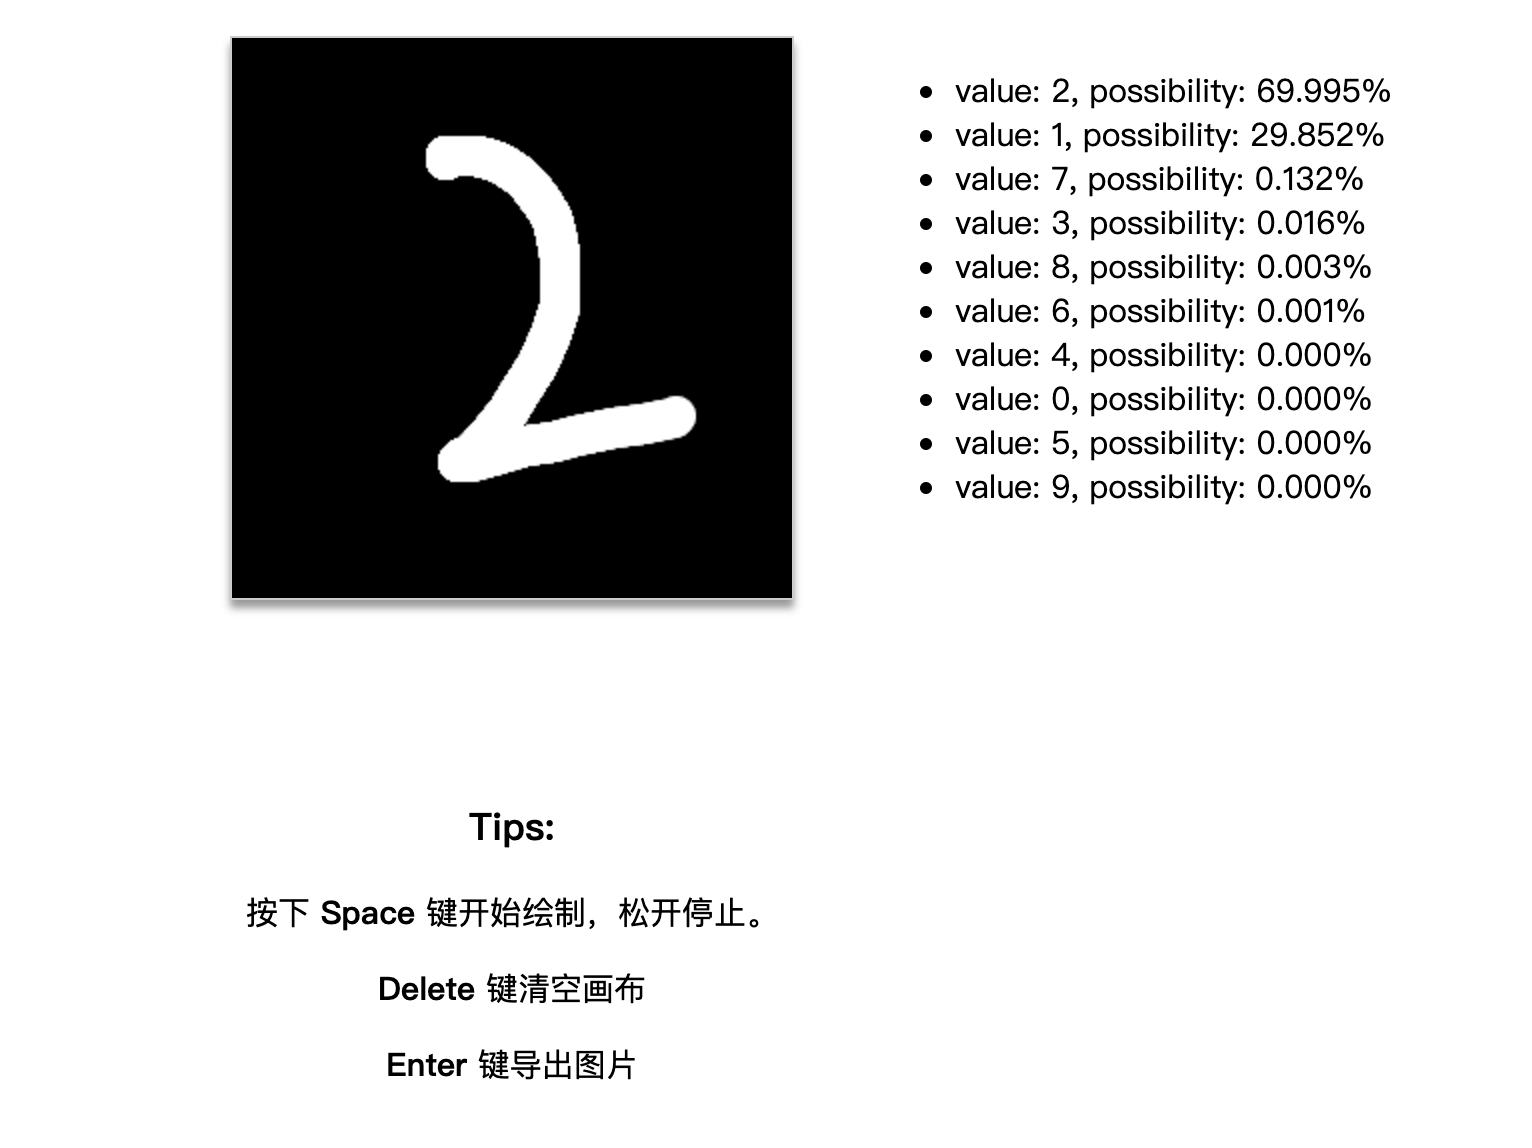 2
value: 2, possibility: 69.995%
value: 1, possibility: 29.852%
value: 7, possibility: 0.132%
value: 3, possibility: 0.016%
value: 8, possibility: 0.003%
value: 6, possibility: 0.001%
value: 4, possibility: 0.000%
value: 0, possibility: 0.000%
value: 5, possibility: 0.000%
value: 9, possibility: 0.000%
Tips:
按下 Space 键开始绘制，松开停止。
Delete 键清空画布
Enter 键导出图片